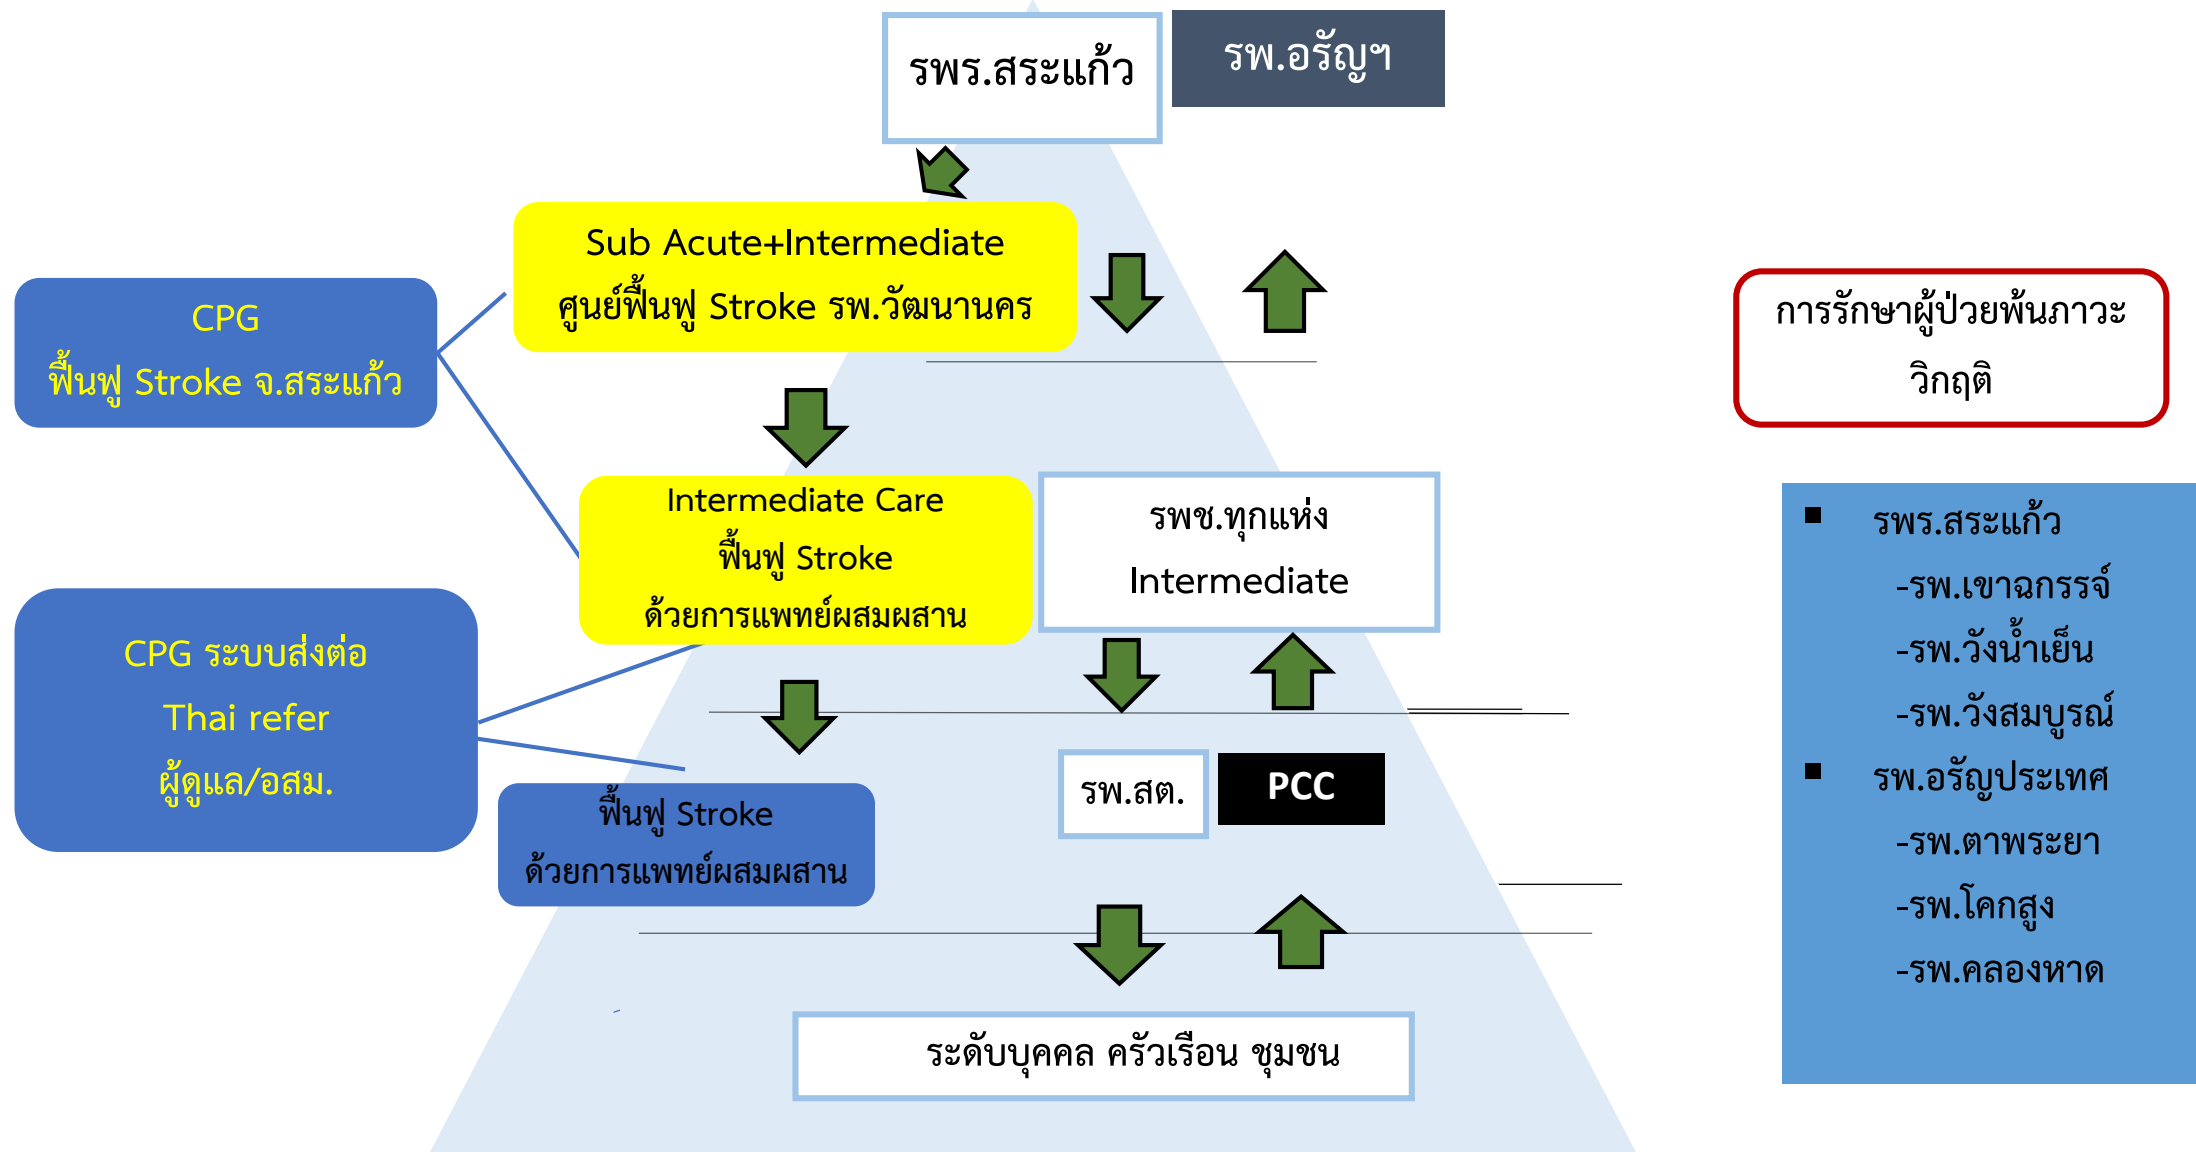 รพร.สระแก้ว
รพ.อรัญฯ
Sub Acute+Intermediate
ศูนย์ฟื้นฟู Stroke รพ.วัฒนานคร
CPG
ฟื้นฟู Stroke จ.สระแก้ว
การรักษาผู้ป่วยพ้นภาวะ
วิกฤติ
Intermediate Care
ฟื้นฟู Stroke
ด้วยการแพทย์ผสมผสาน
รพช.ทุกแห่ง
Intermediate
CPG ระบบส่งต่อ
Thai refer
ผู้ดูแล/อสม.
ฟื้นฟู Stroke
ด้วยการแพทย์ผสมผสาน
รพ.สต.
PCC
ระดับบุคคล ครัวเรือน ชุมชน
▪ รพร.สระแก้ว
-รพ.เขาฉกรรจ์
-รพ.วังน้ำเย็น
-รพ.วังสมบูรณ์
▪ รพ.อรัญประเทศ
-รพ.ตาพระยา
-รพ.โคกสูง
-รพ.คลองหาด